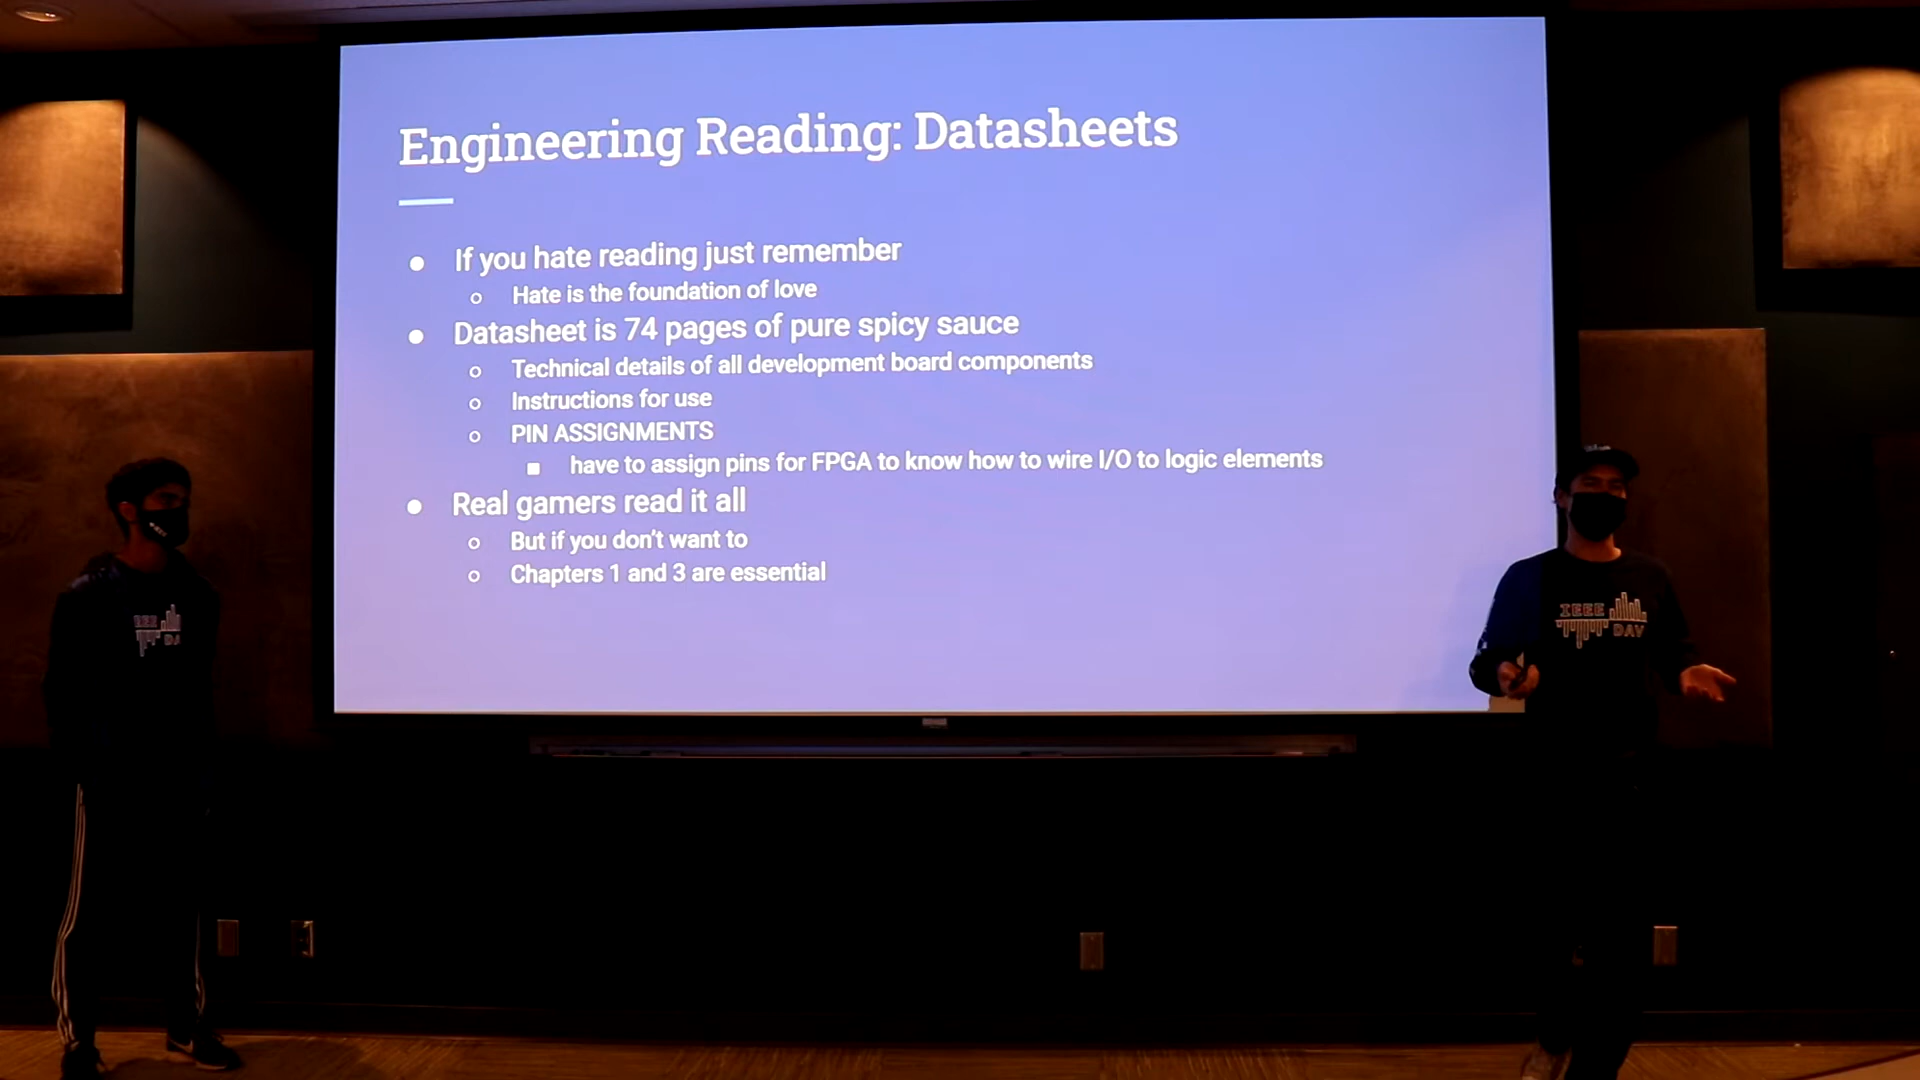 Engineering Reading: Datasheets
If you hate reading just remember
Hate is the foundation of love
Datasheet is 74 pages of pure spicy sauce
Technical details of all development board components
Instructions for use
PIN ASSIGNMENTS
have to assign pins for FPGA to know how to wire I/O to logic elements
Real gamers read it all
But if you don't want to
Chapters 1 and 3 are essential
IEEE
DAV